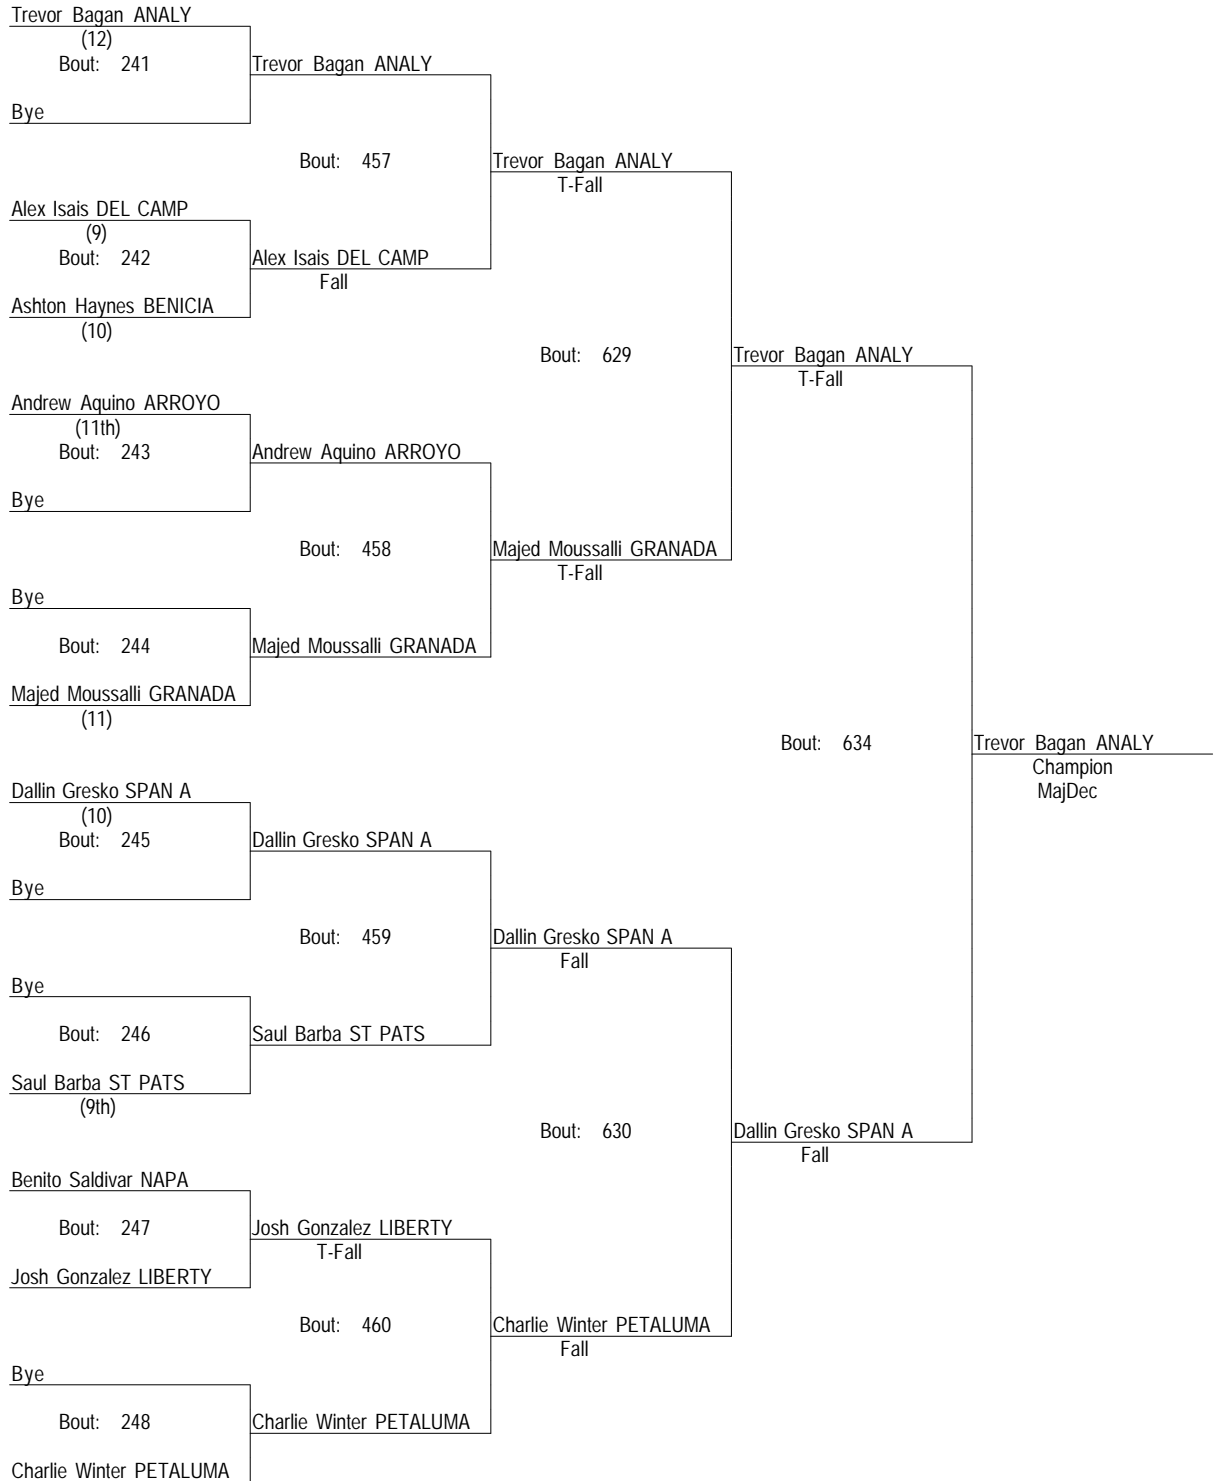 Trevor Bagan ANALY
(12)
Bout: 241
Trevor Bagan ANALY
Bye
Bout: 457
Trevor Bagan ANALY
T-Fall
Alex Isais DEL CAMP
(9)
Bout: 242
Alex Isais DEL CAMP
Fall
Ashton Haynes BENICIA
(10)
Bout: 629
Trevor Bagan ANALY
T-Fall
Andrew Aquino ARROYO
(11th)
Bout: 243
Andrew Aquino ARROYO
Bye
Bout: 458
Majed Moussalli GRANADA
T-Fall
Bye
Bout: 244
Majed Moussalli GRANADA
Majed Moussalli GRANADA
(11)
Bout: 634
Trevor Bagan ANALY
Champion
MajDec
Dallin Gresko SPAN A
(10)
Bout: 245
Dallin Gresko SPAN A
Bye
Bout: 459
Dallin Gresko SPAN A
Fall
Bye
Bout: 246
Saul Barba ST PATS
Saul Barba ST PATS
(9th)
Bout: 630
Dallin Gresko SPAN A
Fall
Benito Saldivar NAPA
Bout: 247
Josh Gonzalez LIBERTY
T-Fall
Josh Gonzalez LIBERTY
Bout: 460
Charlie Winter PETALUMA
Fall
Bye
Bout: 248
Charlie Winter PETALUMA
Charlie Winter PETALUMA